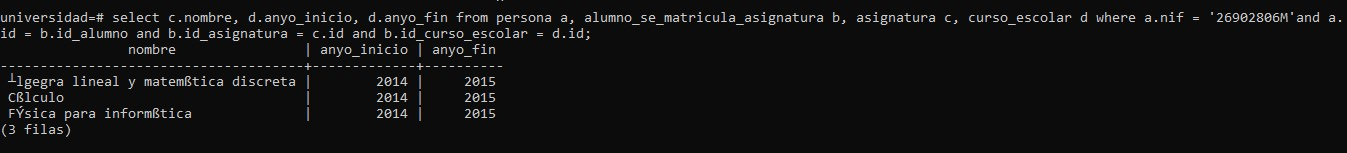 universidad=# select c.nombre, d.anyo_inicio, d.anyo_fin from persona a, alumno_se_matricula_asignatura b, asignatura c, curso_escolar d where a.nif = '26902806M'and a.
id = b.id_alumno and b.id_asignatura = c.id and b.id_curso_escolar = d.id;
                nombre                | anyo_inicio | anyo_fin
--------------------------------------+-------------+----------
 ┴lgegra lineal y matemßtica discreta |        2014 |     2015
 Cßlculo                              |        2014 |     2015
 FÝsica para informßtica              |        2014 |     2015
(3 filas)